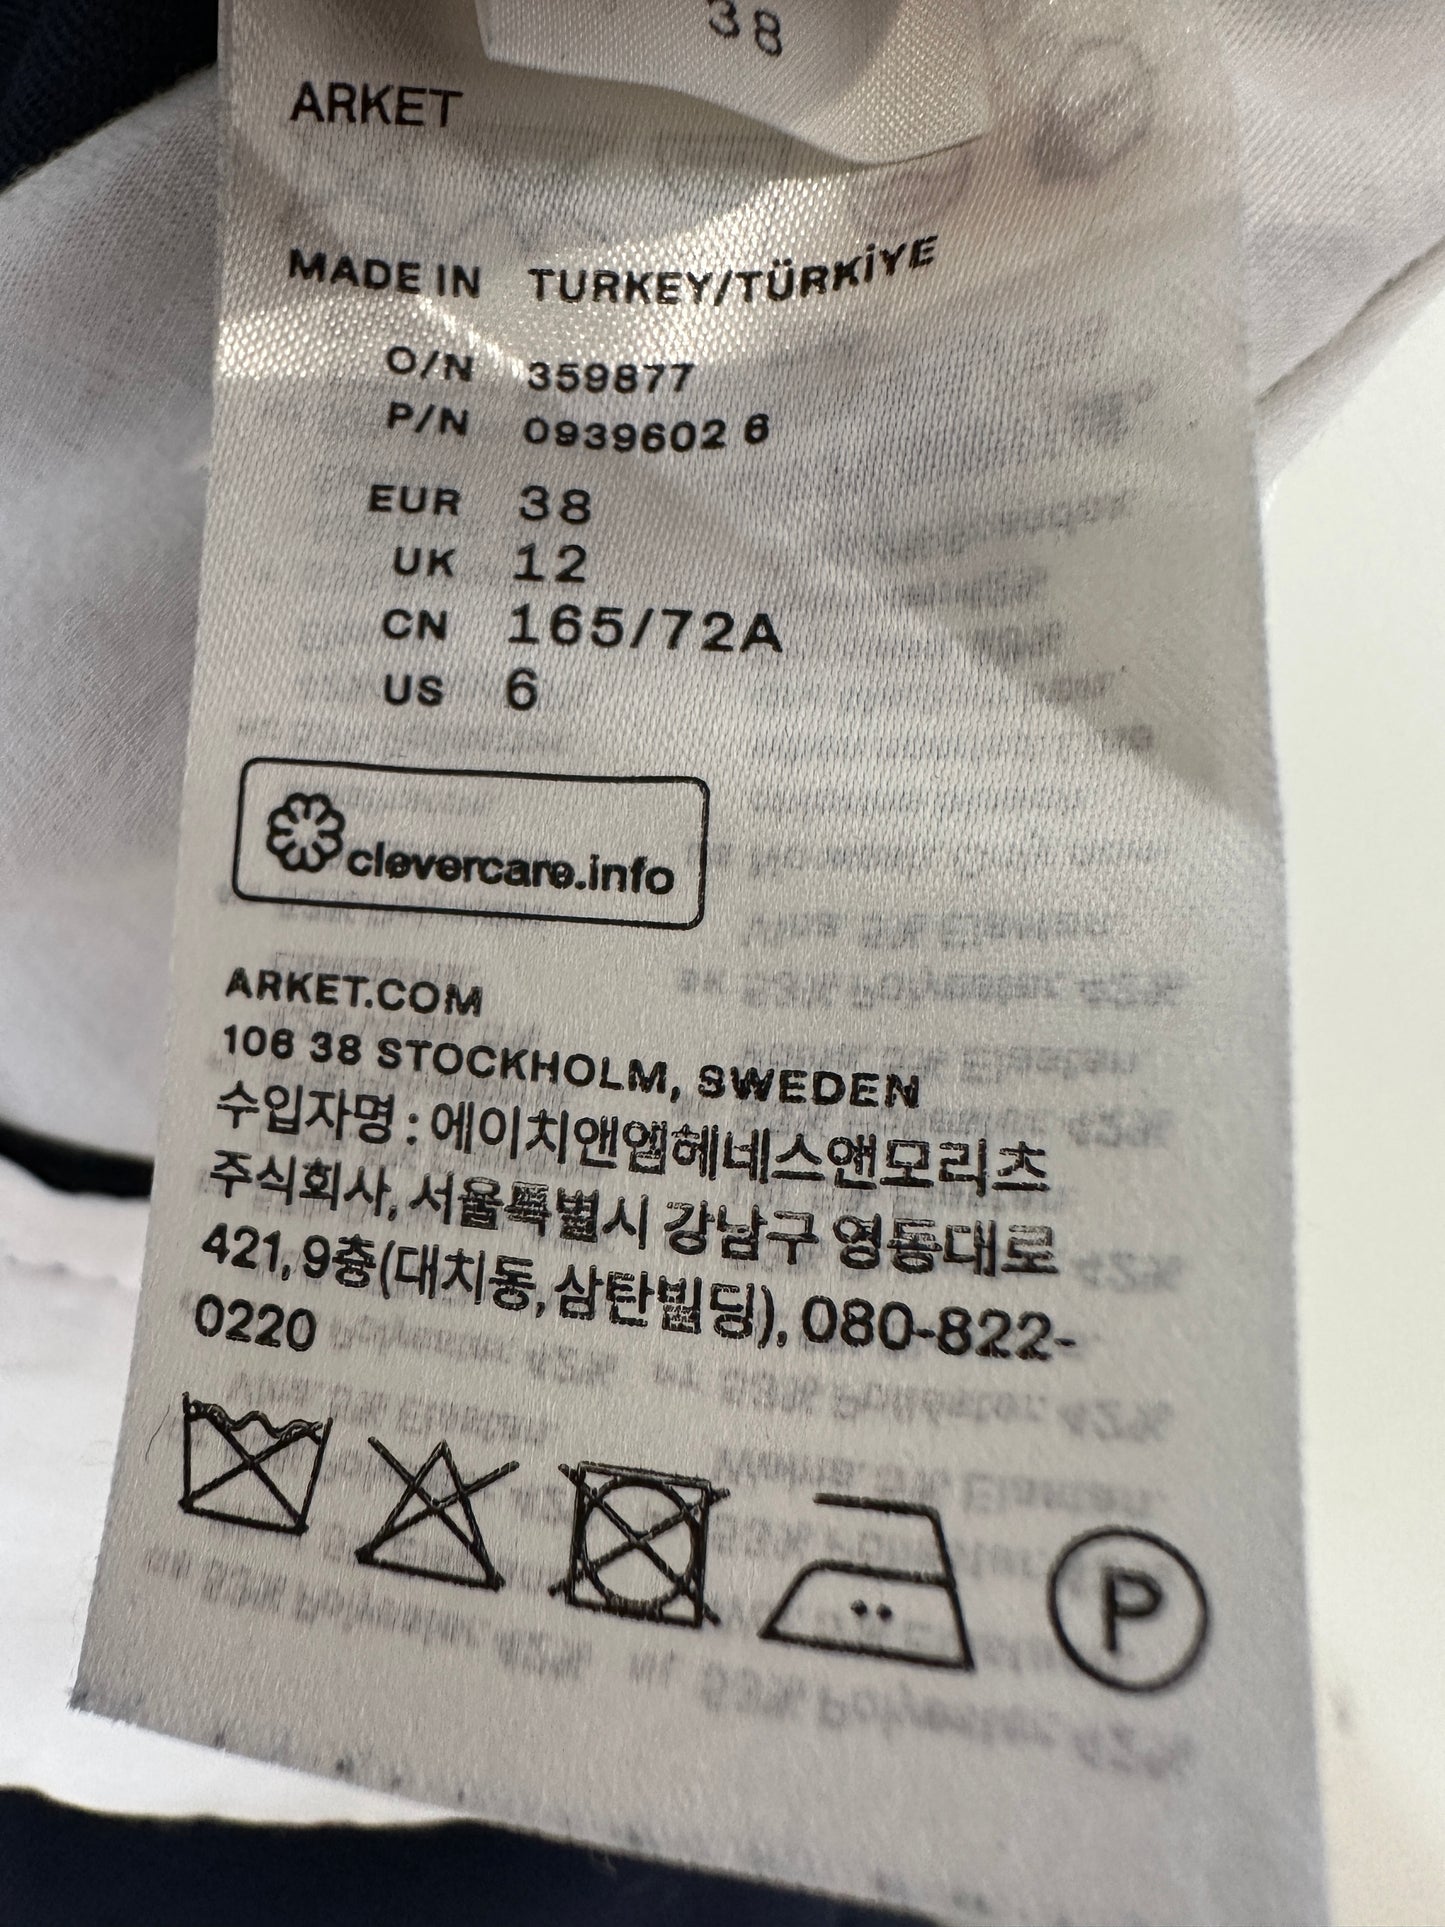 38
ARKET
MADE IN TURKEY/TÜRKİYE
O/N 359877
P/N 0939602 6
EUR 38
UK 12
CN 165/72A
US 6
clevercare.info
ARKET.COM
106 38 STOCKHOLM, SWEDEN
수입자명 : 에이치앤엠헤네스앤모리츠
주식회사, 서울특별시 강남구 영동대로
421, 9층(대치동, 삼탄빌딩), 080-822-
0220
P